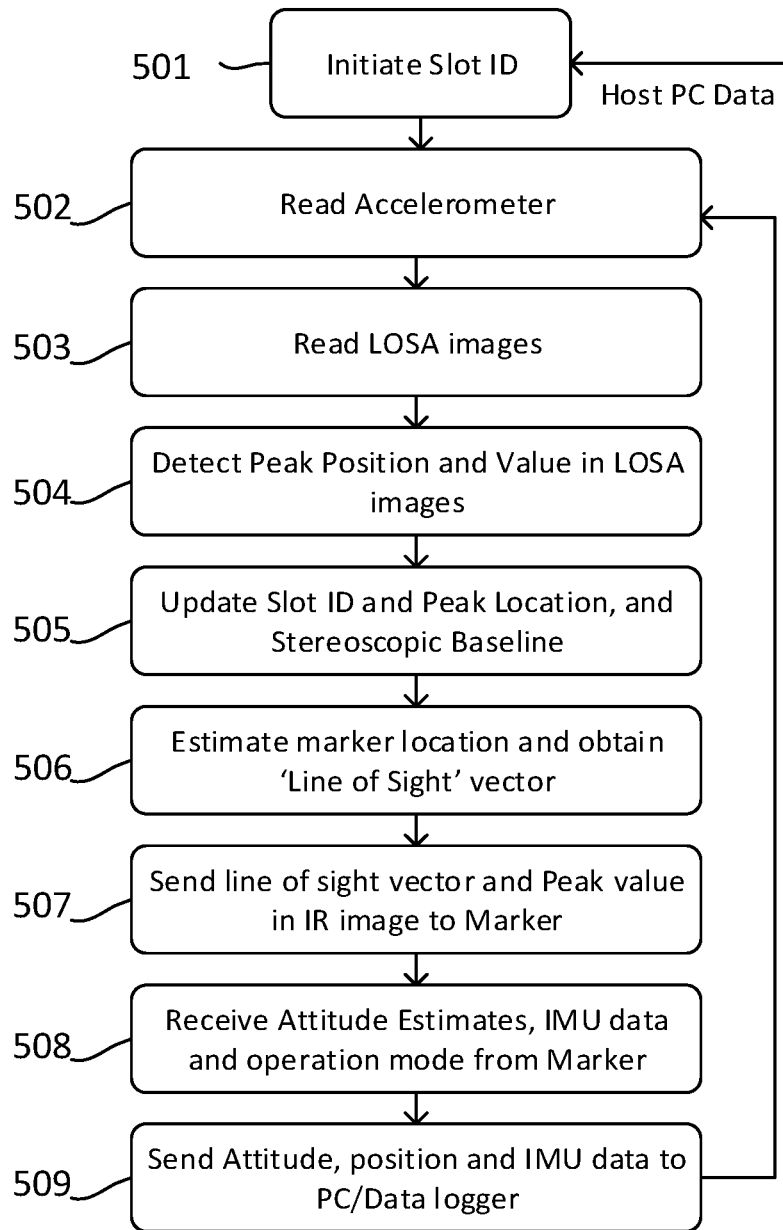 501
Initiate Slot ID
Host PC Data
502
Read Accelerometer
503
Read LOSA images
504
Detect Peak Position and Value in LOSA
images
505
Update Slot ID and Peak Location, and
Stereoscopic Baseline
506
Estimate marker location and obtain
‘Line of Sight’ vector
507
Send line of sight vector and Peak value
in IR image to Marker
508
Receive Attitude Estimates, IMU data
and operation mode from Marker
509
Send Attitude, position and IMU data to
PC/Data logger